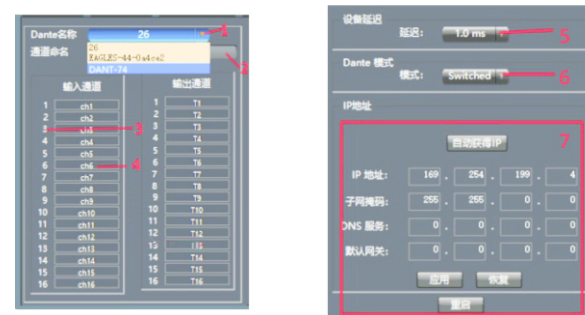 Dante名称 26 1
26
EAGLES-44-0a4ce2
DANT-74
通道命名 2
输入通道 输出通道
1 ch1 1 T1
2 ch2 2 T2
3 ch3 3 T3
4 ch4 4 T4
5 ch5 5 T5
6 ch6 4 6 T6
7 ch7 7 T7
8 ch8 8 T8
9 ch9 9 T9
10 ch10 10 T10
11 ch11 11 T11
12 ch12 12 T12
13 ch13 13 T13
14 ch14 14 T14
15 ch15 15 T15
16 ch16 16 T16
3
设备延迟
延迟: 1.0 ms 5
Dante 模式
模式: Switched 6
IP地址
7
自动获得IP
IP 地址: 169 . 254 . 199 . 4
子网掩码: 255 . 255 . 0 . 0
DNS 服务: 0 . 0 . 0 . 0
默认网关: 0 . 0 . 0 . 0
应用 恢复
重启